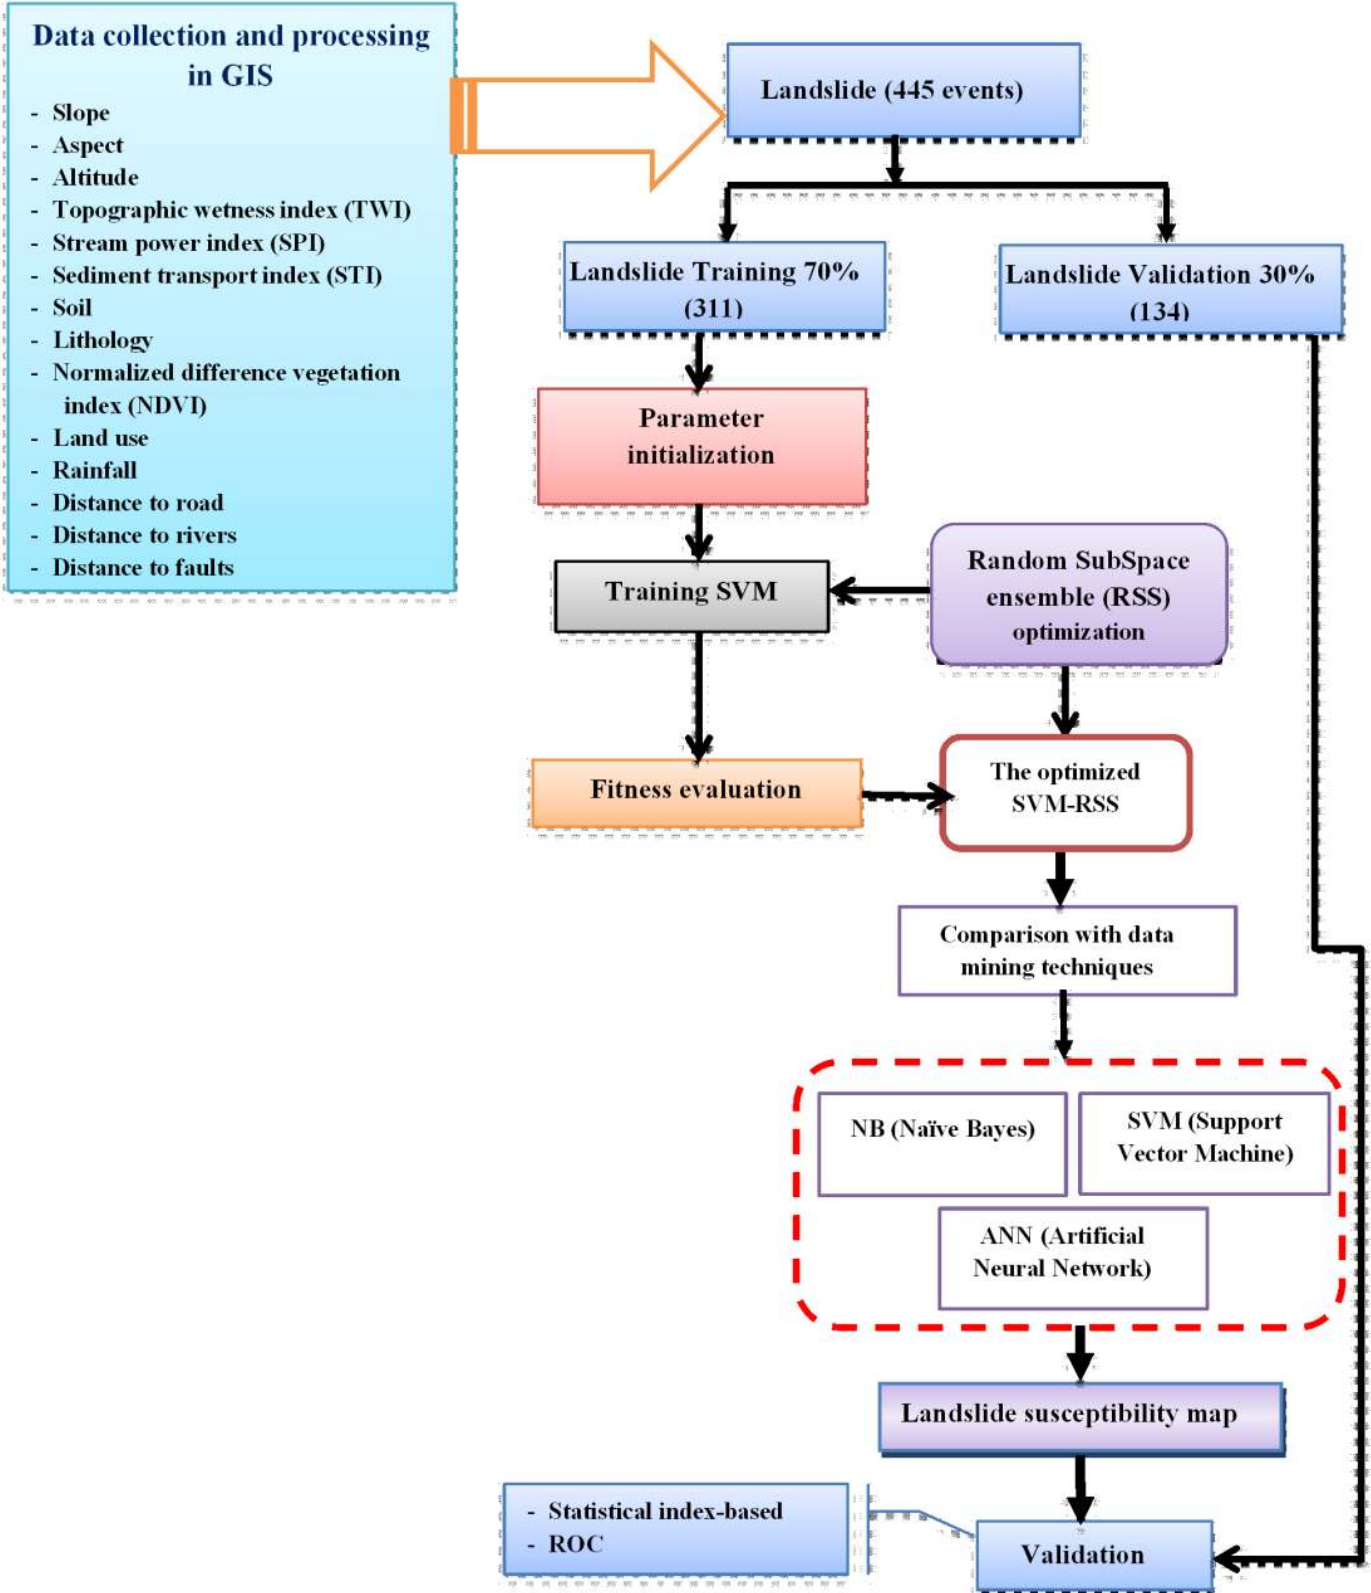 Data collection and processing
in GIS
- Slope
- Aspect
- Altitude
- Topographic wetness index (TWI)
- Stream power index (SPI)
- Sediment transport index (STI)
- Soil
- Lithology
- Normalized difference vegetation
index (NDVI)
- Land use
- Rainfall
- Distance to road
- Distance to rivers
- Distance to faults
Landslide (445 events)
Landslide Training 70%
(311)
Landslide Validation 30%
(134)
Parameter
initialization
Training SVM
Random SubSpace
ensemble (RSS)
optimization
Fitness evaluation
The optimized
SVM-RSS
Comparison with data
mining techniques
NB (Naïve Bayes)
SVM (Support
Vector Machine)
ANN (Artificial
Neural Network)
Landslide susceptibility map
- Statistical index-based
- ROC
Validation